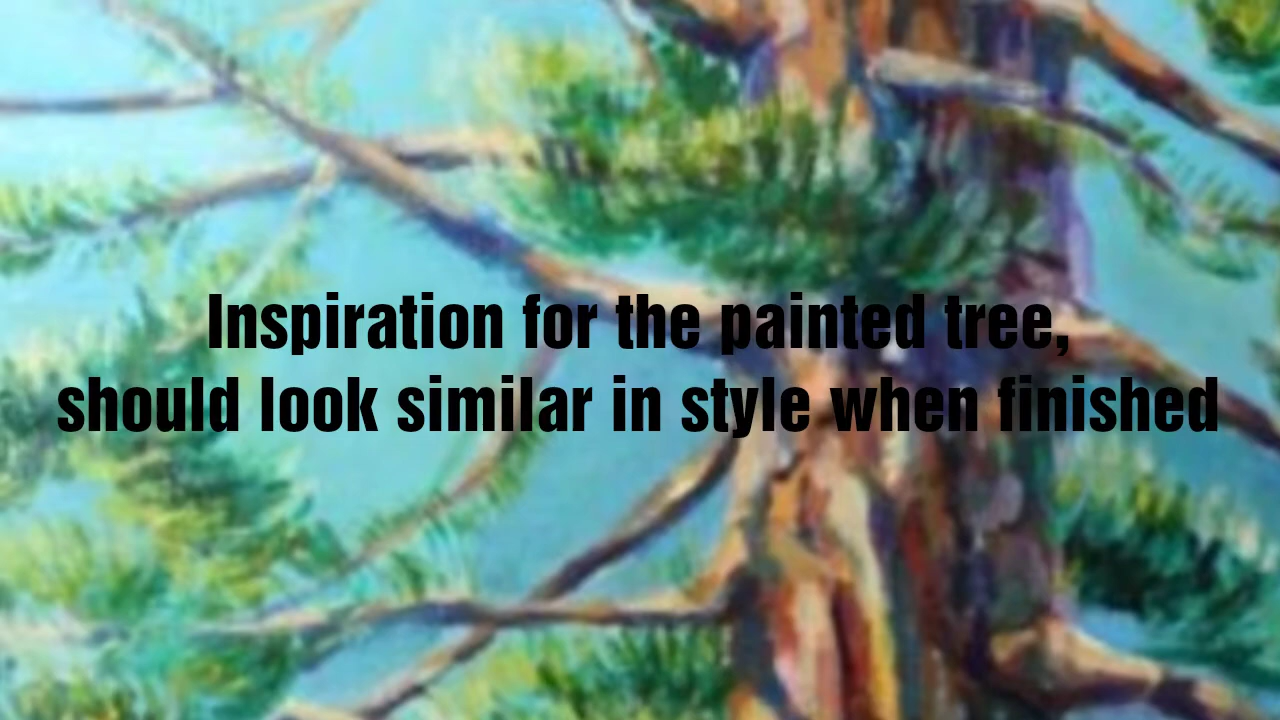 Inspiration for the painted tree,
should look similar in style when finished